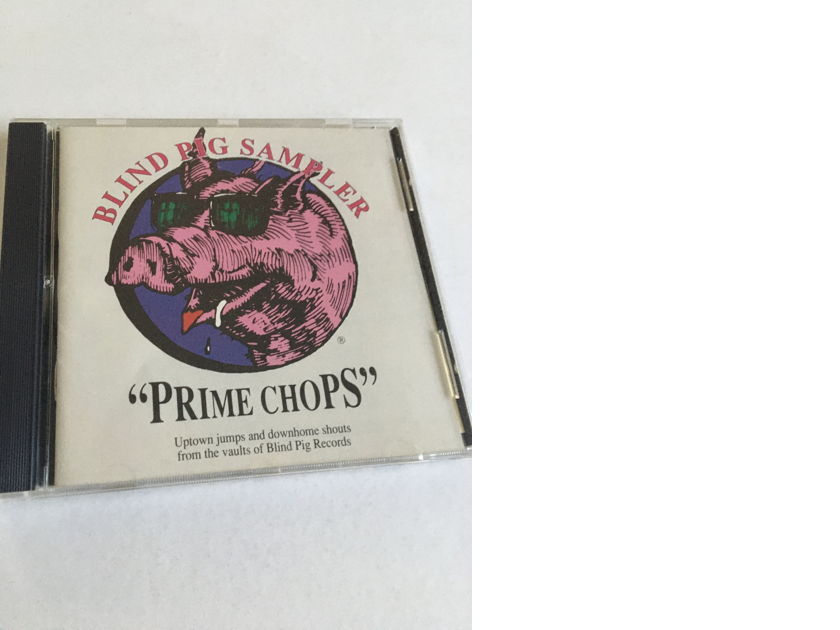 BLIND PIG SAMPLER
®
“PRIME CHOPS”
Uptown jumps and downhome shouts
from the vaults of Blind Pig Records